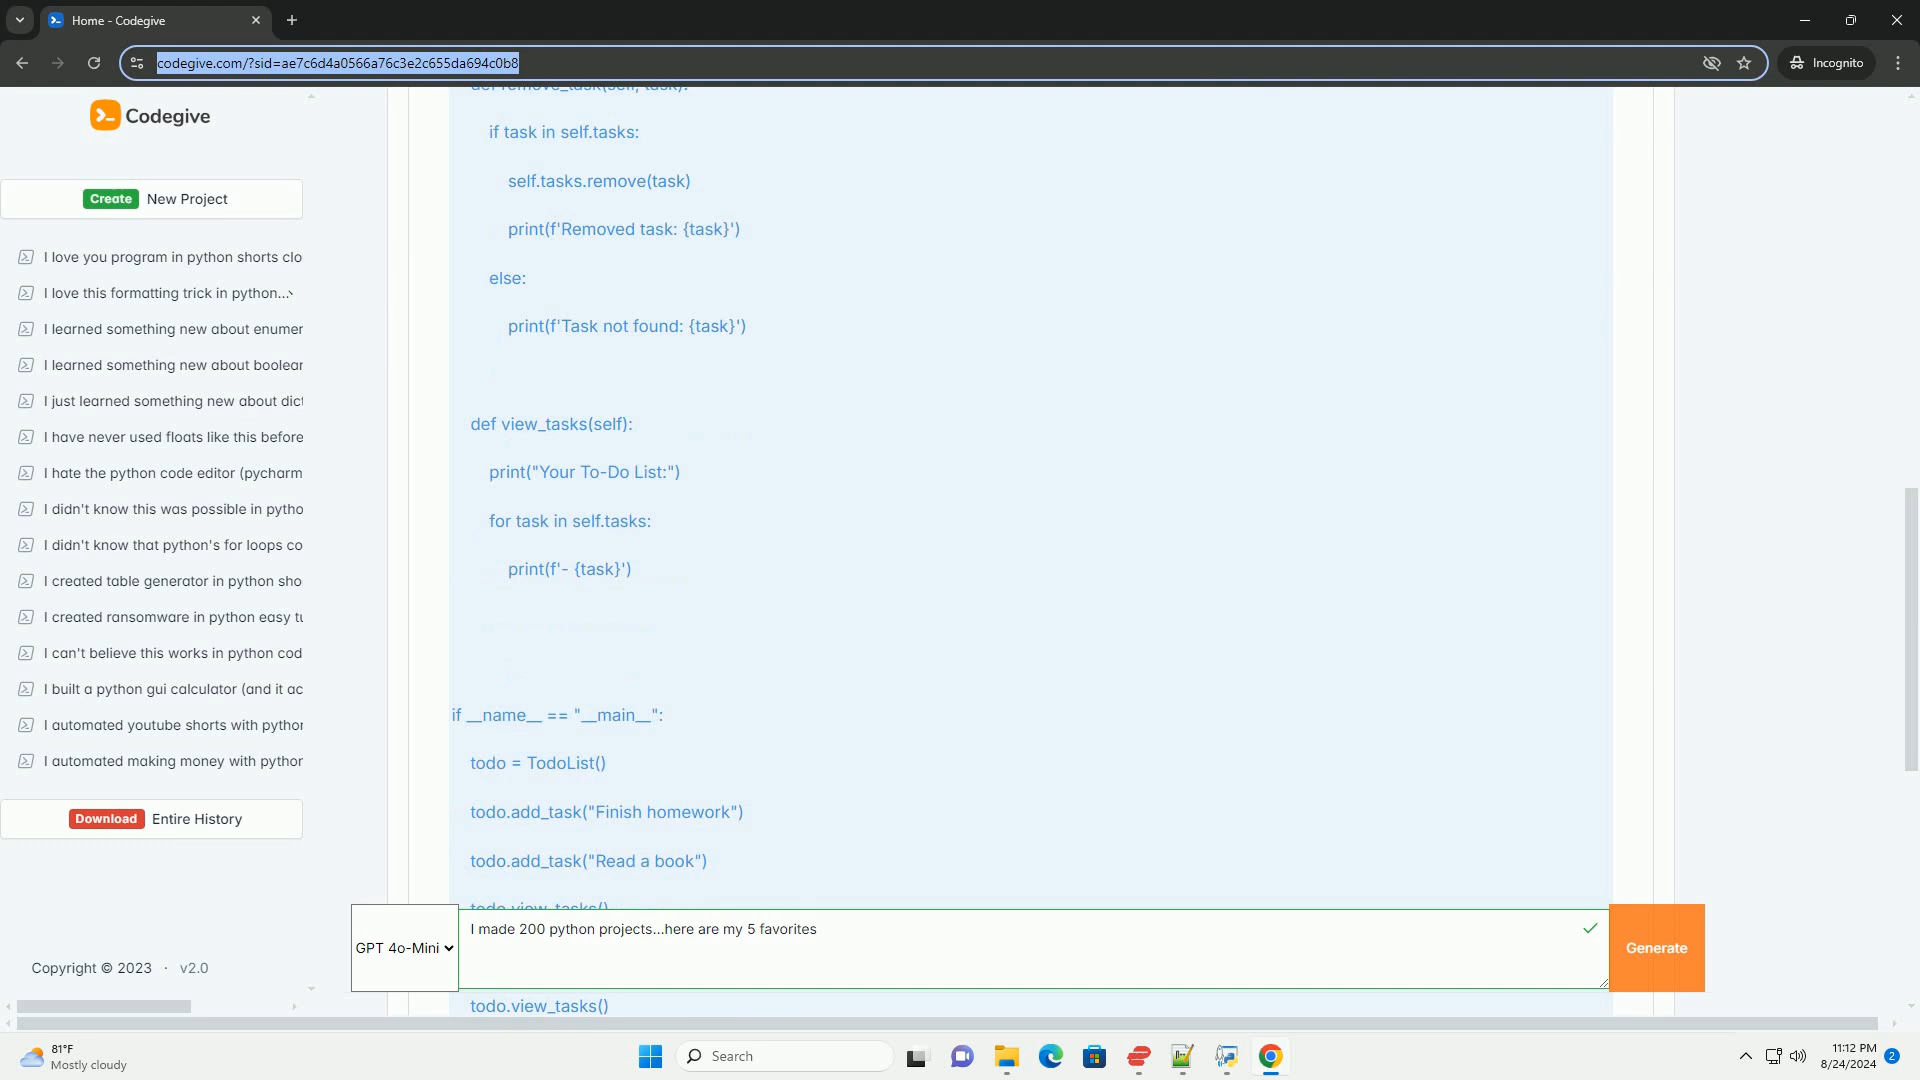 Home - Codegive
codegive.com/?sid=ae7c6d4a0566a76c3e2c655da694c0b8
Incognito
Codegive
Create New Project
I love you program in python shorts clo
I love this formatting trick in python...
I learned something new about enumer
I learned something new about boolear
I just learned something new about dict
I have never used floats like this before
I hate the python code editor (pycharm
I didn't know this was possible in pytho
I didn't know that python's for loops co
I created table generator in python sho
I created ransomware in python easy tu
I can't believe this works in python cod
I built a python gui calculator (and it ac
I automated youtube shorts with python
I automated making money with python
Download Entire History
Copyright © 2023 · v2.0
def remove_task(self, task):
if task in self.tasks:
self.tasks.remove(task)
print(f'Removed task: {task}')
else:
print(f'Task not found: {task}')
def view_tasks(self):
print("Your To-Do List:")
for task in self.tasks:
print(f'- {task}')
if __name__ == "__main__":
todo = TodoList()
todo.add_task("Finish homework")
todo.add_task("Read a book")
todo.view_tasks()
GPT 4o-Mini
I made 200 python projects...here are my 5 favorites
Generate
todo.view_tasks()
81°F
Mostly cloudy
Search
11:12 PM
8/24/2024
2